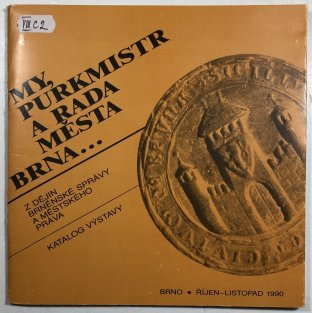 VIII C2
MY,
PURKMISTR
A RADA
MĚSTA
BRNA...
Z DĚJIN
BRNĚNSKÉ SPRÁVY
A MĚSTSKÉHO
PRÁVA
KATALOG VÝSTAVY
BRNO • ŘÍJEN–LISTOPAD 1990